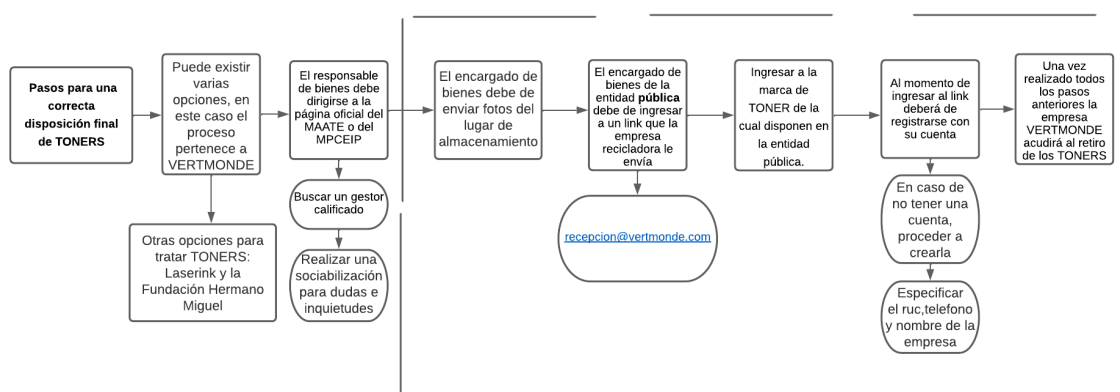 Pasos para una
correcta
disposición final
de TONERS
Puede existir
varias
opciones, en
este caso el
proceso
pertenece a
VERTMONDE
Otras opciones para
tratar TONERS:
Laserink y la
Fundación Hermano
Miguel
El responsable
de bienes debe
dirigirse a la
página oficial del
MAATE o del
MPCEIP
Buscar un gestor
calificado
Realizar una
sociabilización
para dudas e
inquietudes
El encargado de
bienes debe de
enviar fotos del
lugar de
almacenamiento
El encargado de
bienes de la
entidad pública
debe de ingresar
a un link que la
empresa
recicladora le
envía
recepcion@vertmonde.com
Ingresar a la
marca de
TONER de la
cual disponen en
la entidad
pública.
Al momento de
ingresar al link
deberá de
registrarse con
su cuenta
En caso de
no tener una
cuenta,
proceder a
crearla
Especificar
el ruc,telefono
y nombre de la
empresa
Una vez
realizado todos
los pasos
anteriores la
empresa
VERTMONDE
acudirá al retiro
de los TONERS